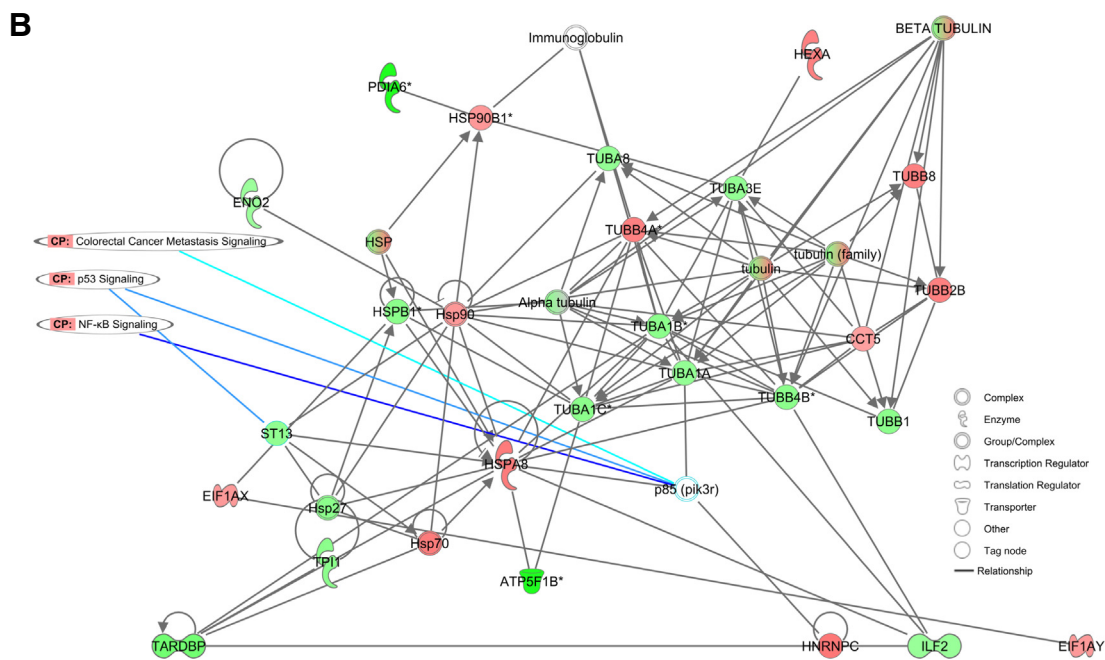 B
Immunoglobulin
BETA TUBULIN
HEXA
PDIA6*
HSP90B1*
TUBA8
TUBB8
TUBA3E
ENO2
TUBB4A*
CP: Colorectal Cancer Metastasis Signaling
HSP
tubulin (family)
tubulin
CP: p53 Signaling
TUBB2B
Alpha tubulin
HSPB1*
Hsp90
CP: NF-κB Signaling
TUBA1B*
CCT5
TUBA1A
TUBB4B*
Complex
TUBA1C*
Enzyme
TUBB1
ST13
Group/Complex
Transcription Regulator
HSPA8
Translation Regulator
p85 (pik3r)
EIF1AX
Transporter
Hsp27
Other
Hsp70
Tag node
TPI1
Relationship
ATP5F1B*
TARDBP
HNRNPC
ILF2
EIF1AY